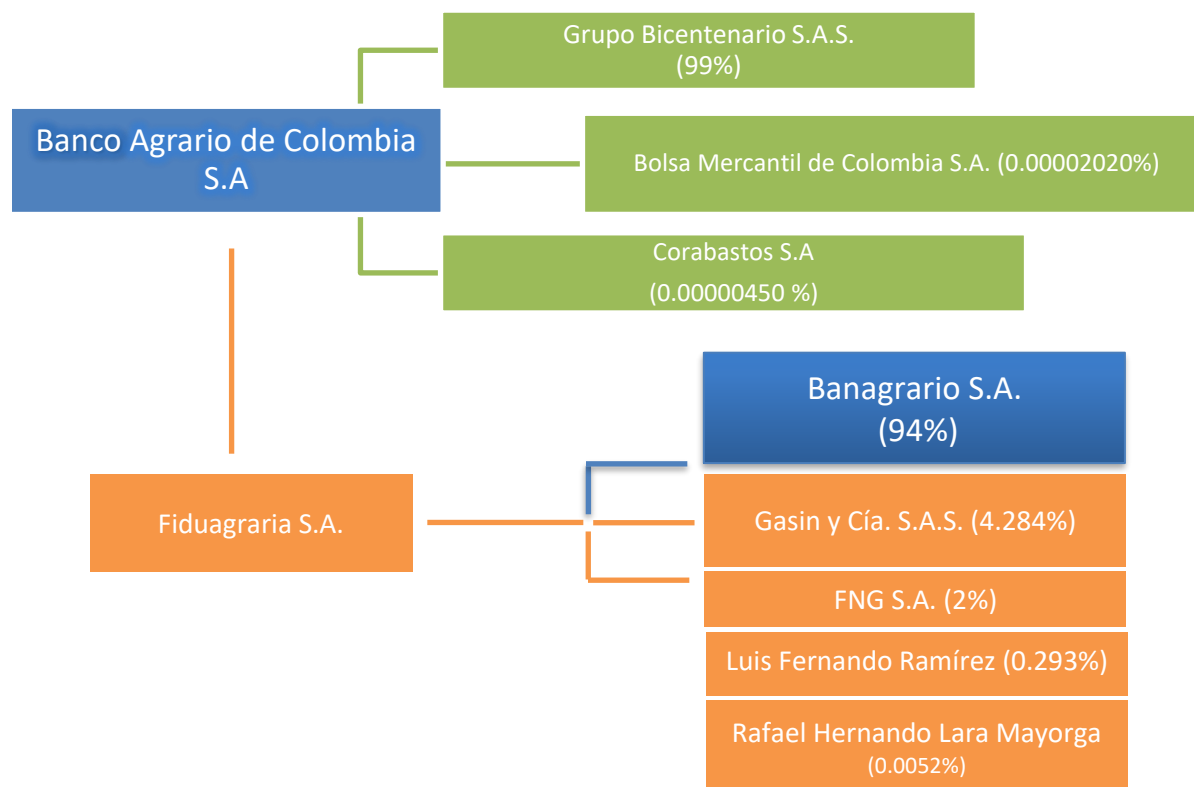 Grupo Bicentenario S.A.S.
(99%)
Banco Agrario de Colombia
S.A
Bolsa Mercantil de Colombia S.A. (0.00002020%)
Corabastos S.A
(0.00000450 %)
Banagrario S.A.
(94%)
Fiduagraria S.A.
Gasin y Cía. S.A.S. (4.284%)
FNG S.A. (2%)
Luis Fernando Ramírez (0.293%)
Rafael Hernando Lara Mayorga
(0.0052%)